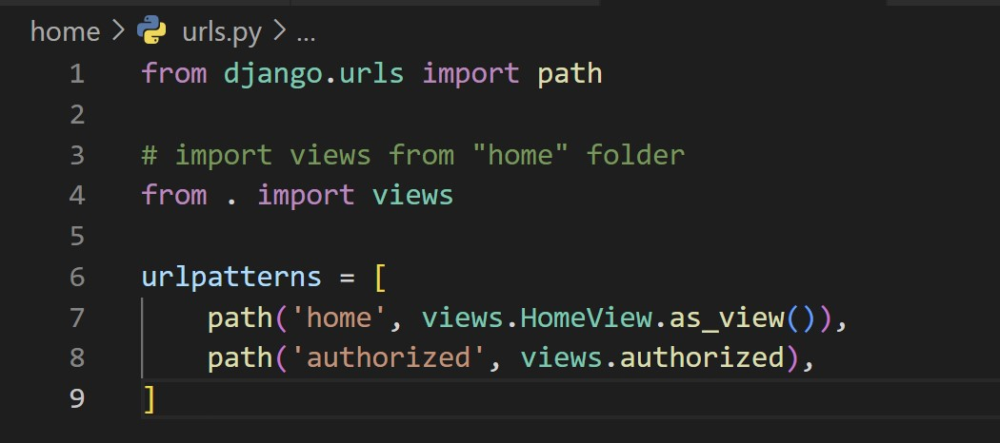 home > urls.py > ...
1 from django.urls import path
2
3 # import views from "home" folder
4 from . import views
5
6 urlpatterns = [
7     path('home', views.HomeView.as_view()),
8     path('authorized', views.authorized),
9 ]